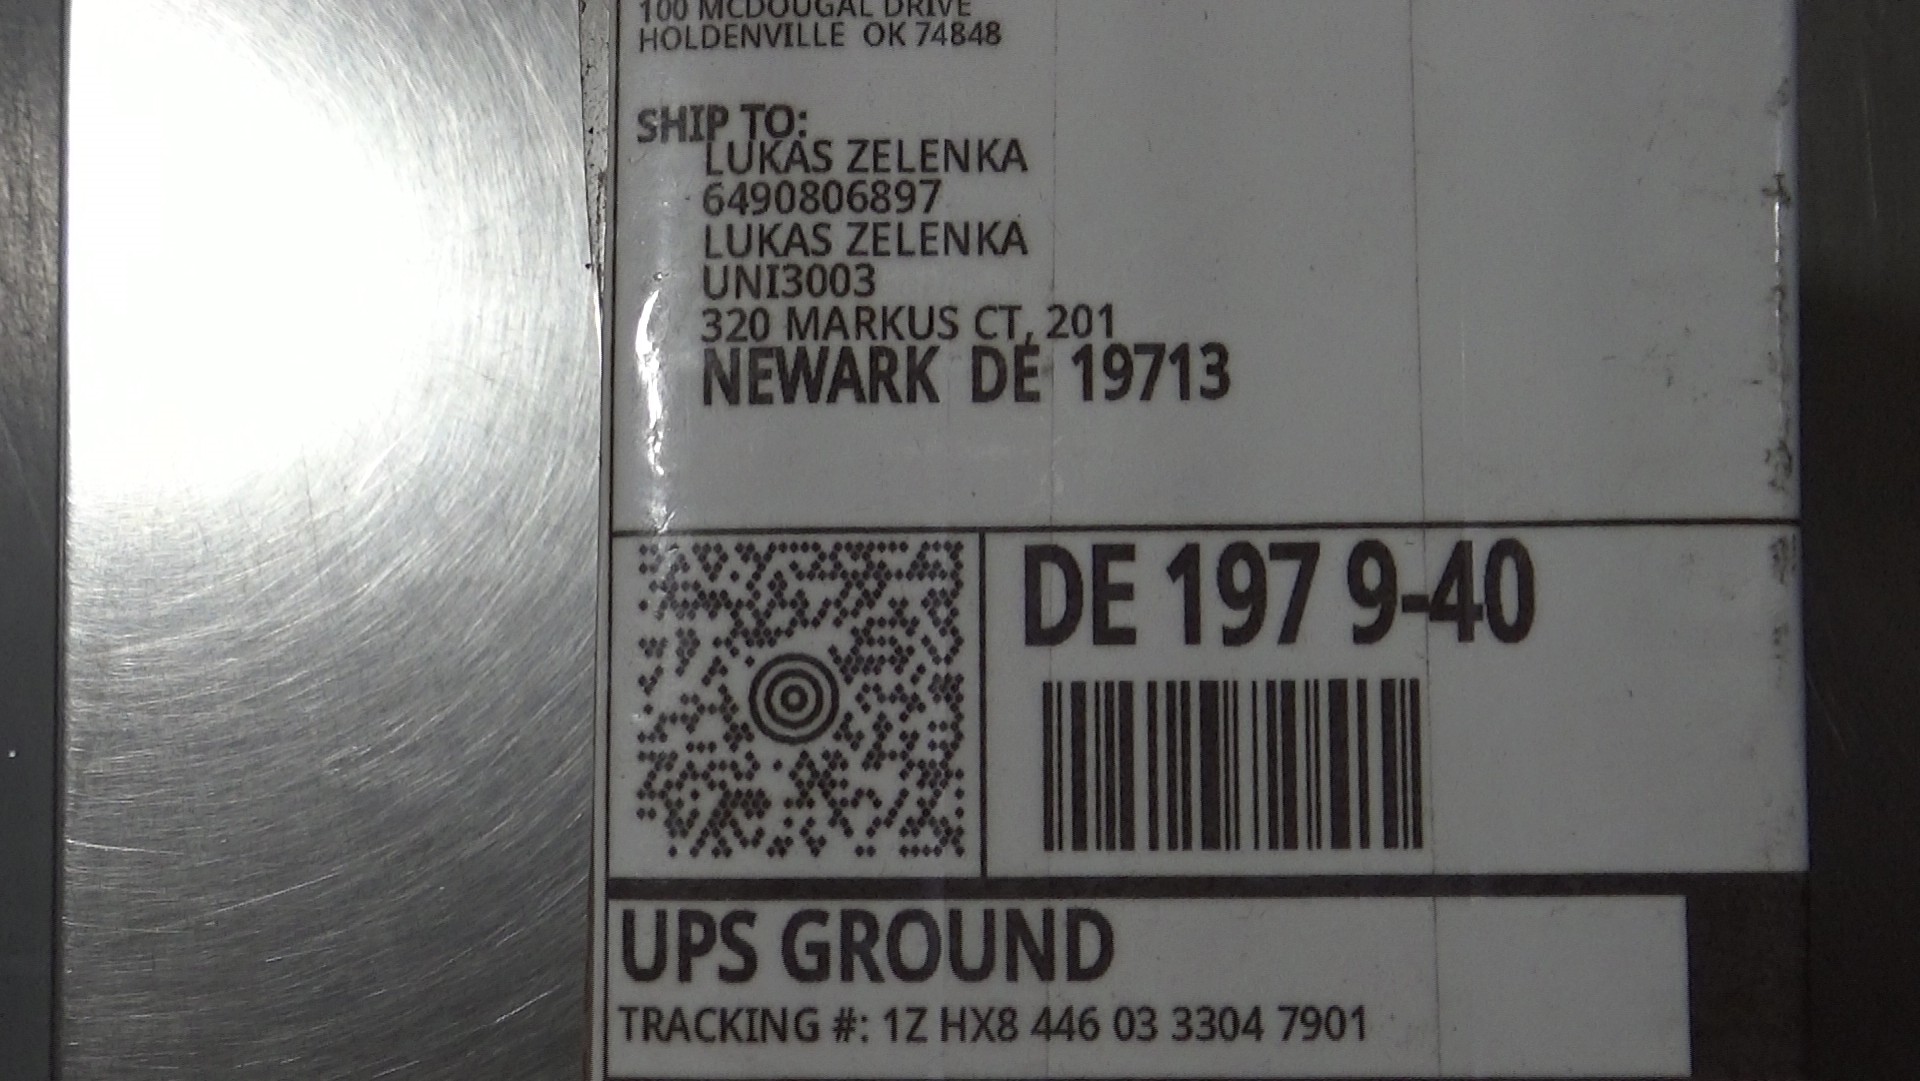 100 MCDOUGAL DRIVE
HOLDENVILLE OK 74848
SHIP TO:
LUKAS ZELENKA
6490806897
LUKAS ZELENKA
UNI3003
320 MARKUS CT, 201
NEWARK DE 19713
DE 197 9-40
UPS GROUND
TRACKING #: 1Z HX8 446 03 3304 7901